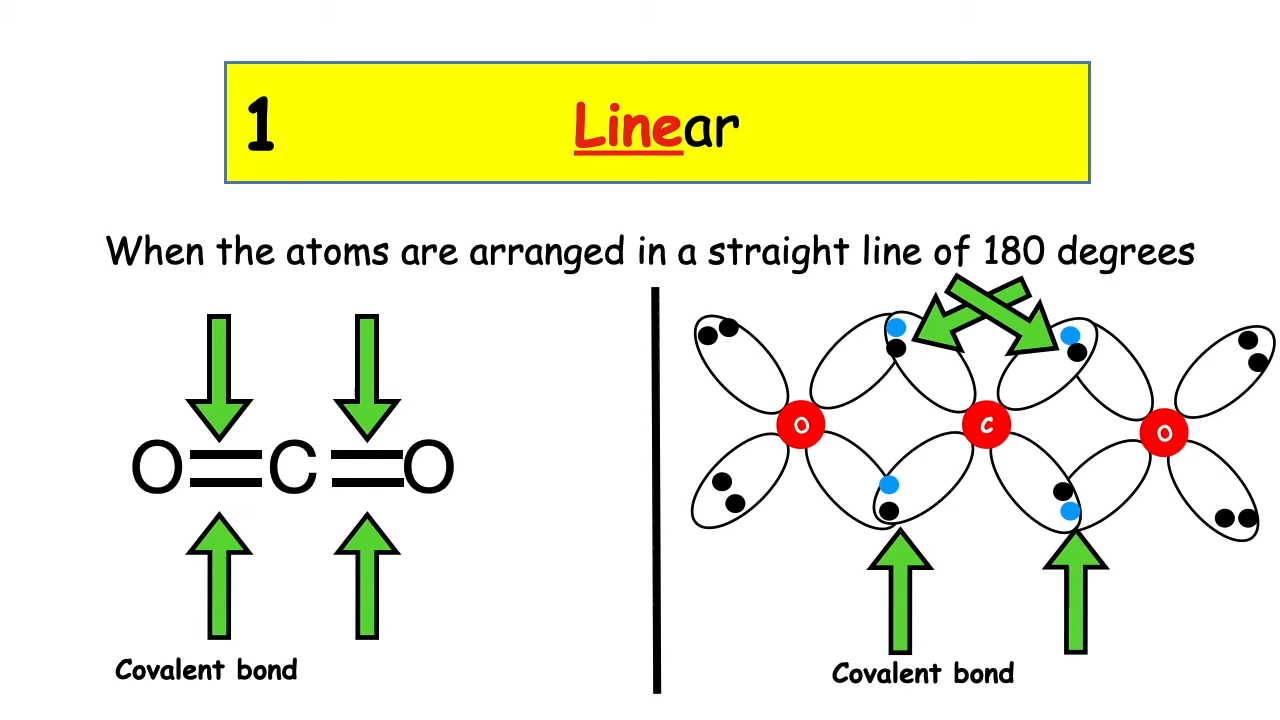 1 Linear
When the atoms are arranged in a straight line of 180 degrees
O=C=O
Covalent bond
O C O
Covalent bond